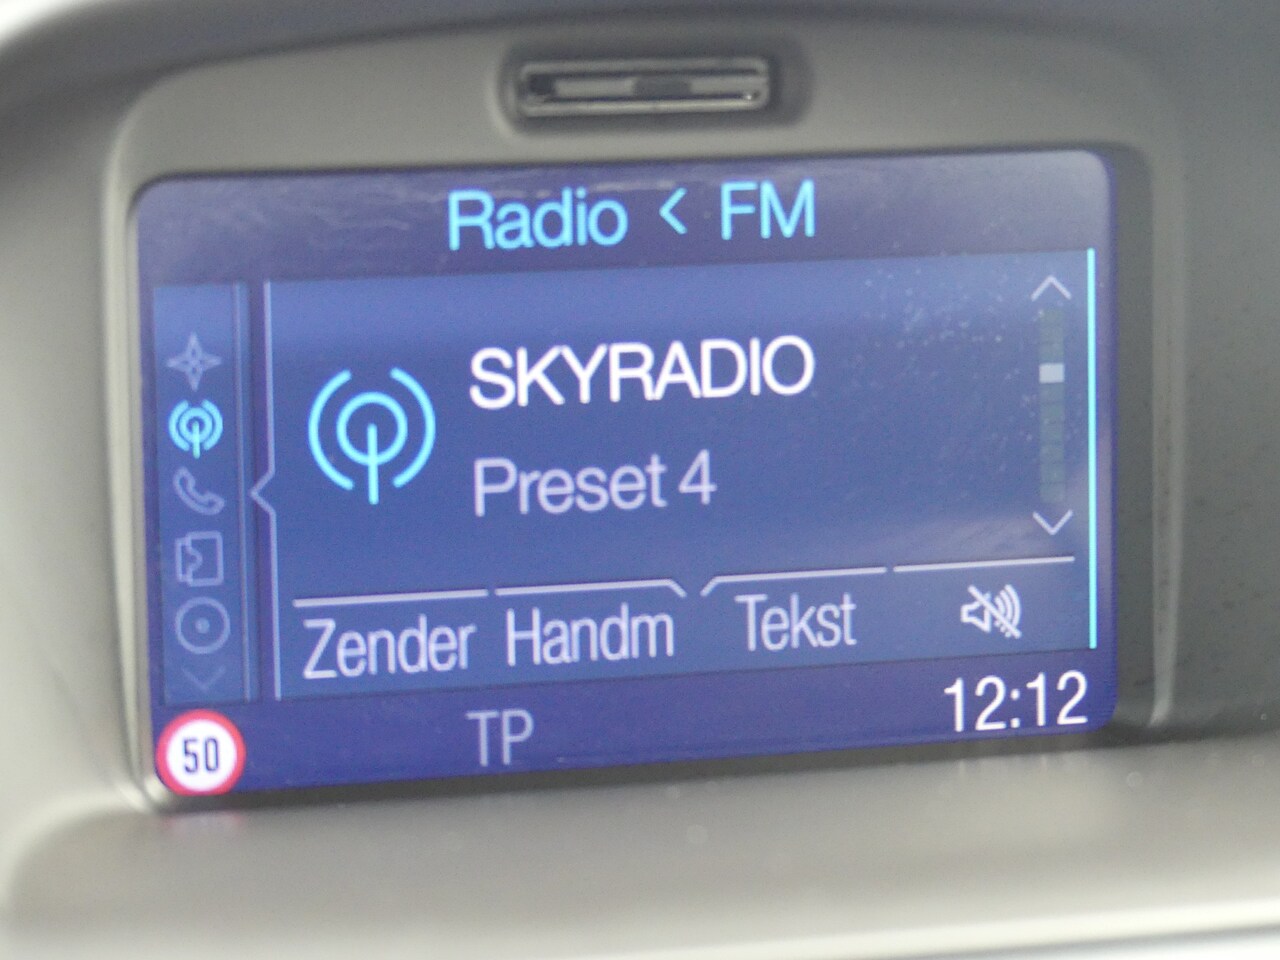 Radio < FM
SKYRADIO
Preset 4
Zender Handm Tekst
50 TP 12:12